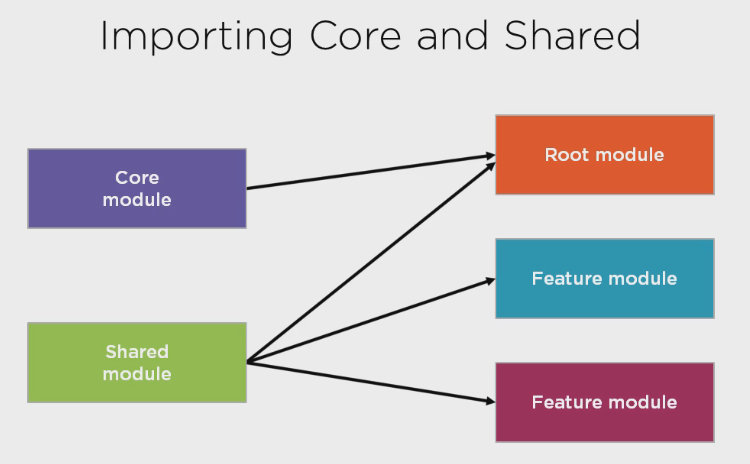 Importing Core and Shared
Core
module
Shared
module
Root module
Feature module
Feature module